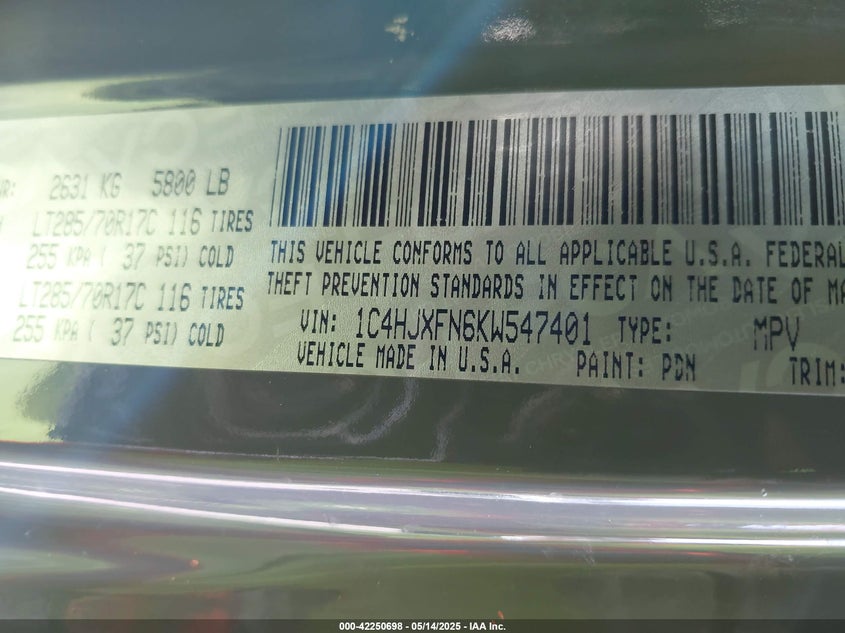 2631 KG 5800 LB
LT285/70R17C 116 TIRES
255 KPA ( 37 PSI) COLD
LT285/70R17C 116 TIRES
255 KPA ( 37 PSI) COLD
THIS VEHICLE CONFORMS TO ALL APPLICABLE U.S.A. FEDERAL
THEFT PREVENTION STANDARDS IN EFFECT ON THE DATE OF MA
VIN: 1C4HJXFN6KW547401 TYPE: MPV
VEHICLE MADE IN U.S.A. PAINT: PDN TRIM:
000-42250698 - 05/14/2025 - IAA Inc.